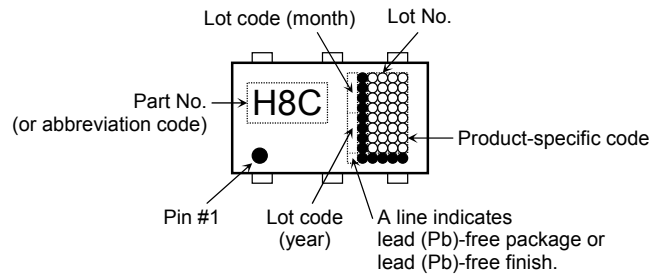 Lot code (month)
Lot No.
Part No.
(or abbreviation code)
H8C
Product-specific code
Pin #1
Lot code
(year)
A line indicates
lead (Pb)-free package or
lead (Pb)-free finish.